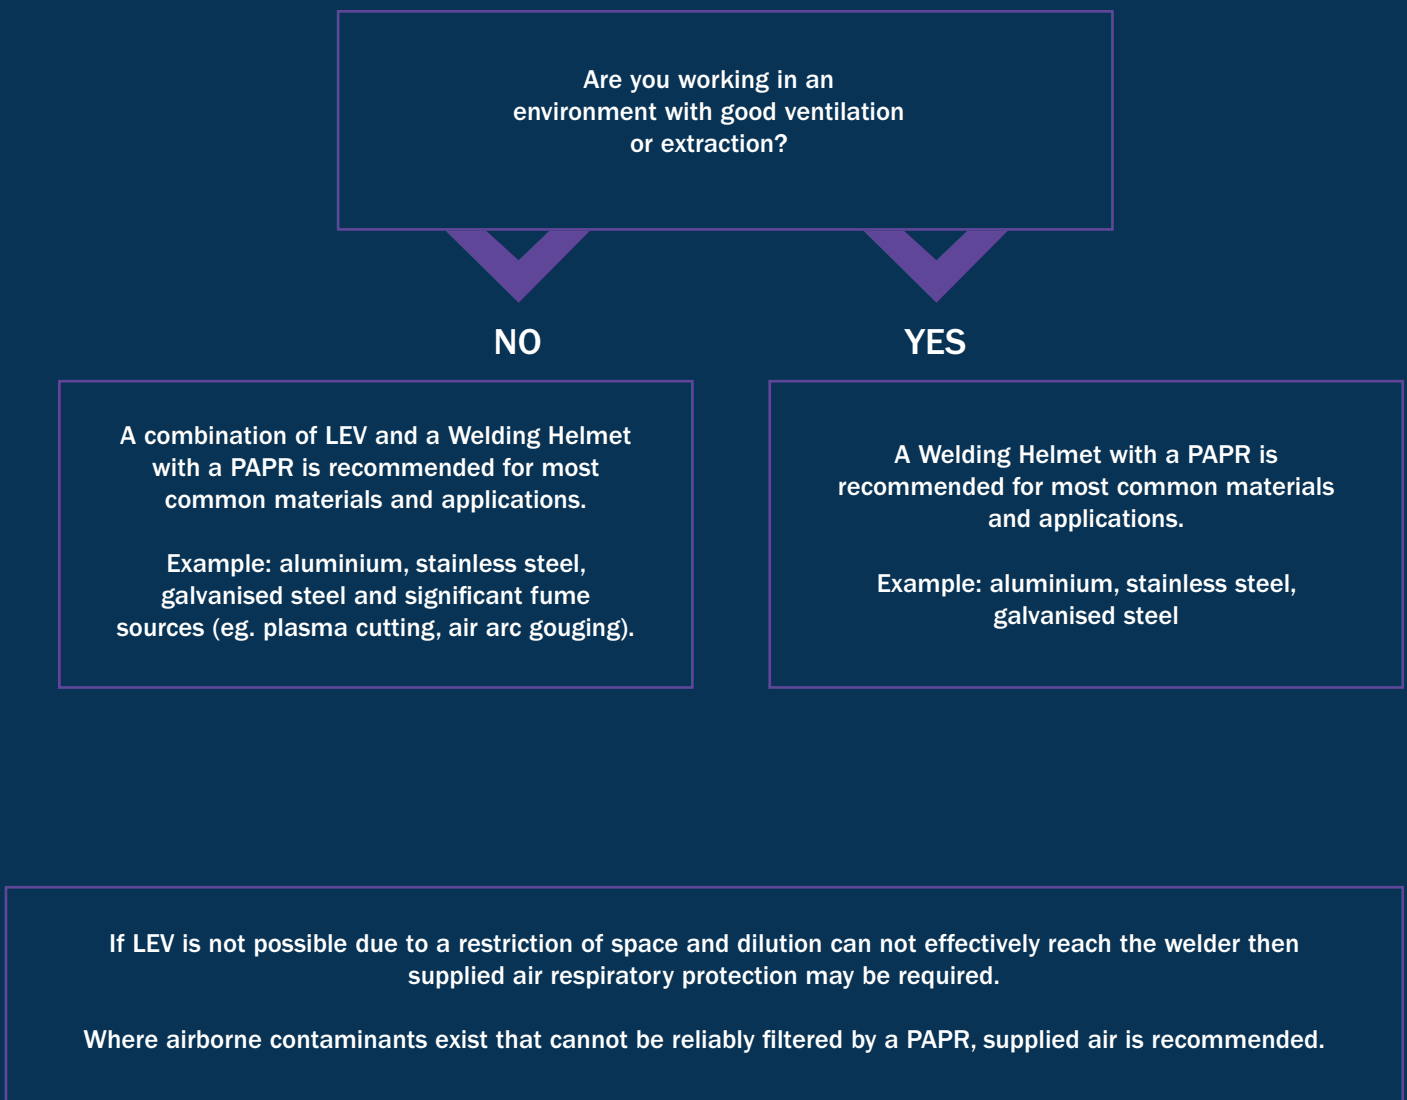 Are you working in an
environment with good ventilation
or extraction?
NO
A combination of LEV and a Welding Helmet
with a PAPR is recommended for most
common materials and applications.
Example: aluminium, stainless steel,
galvanised steel and significant fume
sources (eg. plasma cutting, air arc gouging).
YES
A Welding Helmet with a PAPR is
recommended for most common materials
and applications.
Example: aluminium, stainless steel,
galvanised steel
If LEV is not possible due to a restriction of space and dilution can not effectively reach the welder then
supplied air respiratory protection may be required.
Where airborne contaminants exist that cannot be reliably filtered by a PAPR, supplied air is recommended.